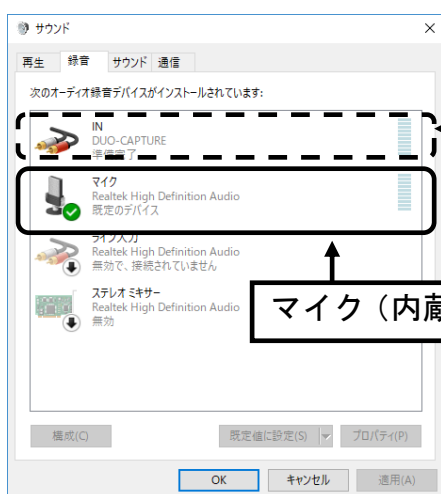 サウンド
再生 録音 サウンド 通信
次のオーディオ録音デバイスがインストールされています:
IN
DUO-CAPTURE
準備完了
マイク
Realtek High Definition Audio
既定のデバイス
ライン入力
Realtek High Definition Audio
無効で、接続されていません
ステレオ ミキサー
Realtek High Definition Audio
無効
マイク（内蔵
構成(C) 既定値に設定(S) プロパティ(P)
OK キャンセル 適用(A)